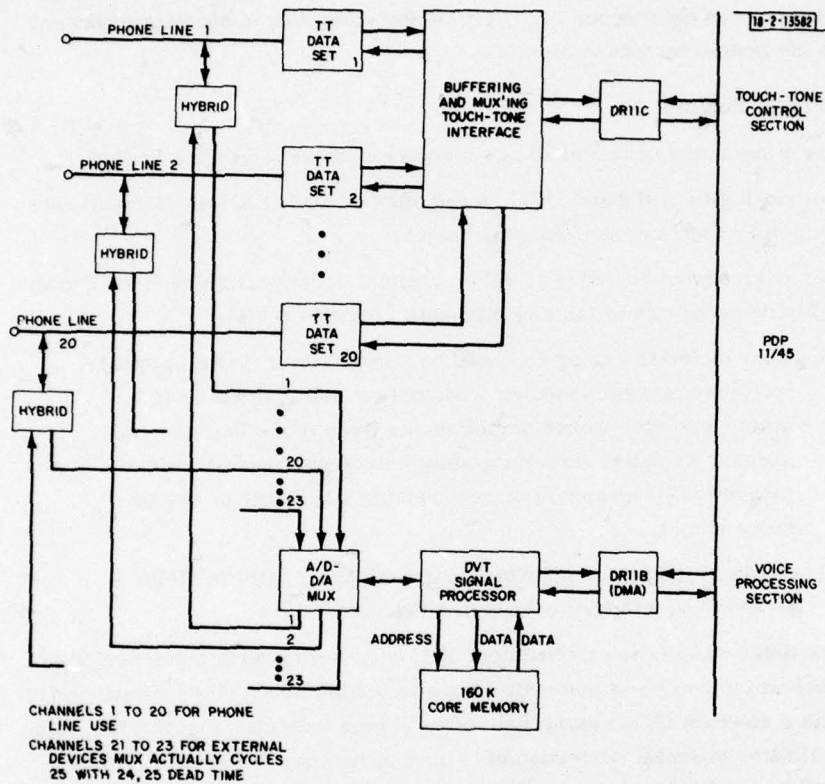 18-2-13582
PHONE LINE 1
TT
DATA
SET
1
HYBRID
BUFFERING
AND MUX'ING
TOUCH-TONE
INTERFACE
DR11C
TOUCH-TONE
CONTROL
SECTION
PHONE LINE 2
TT
DATA
SET
2
HYBRID
PHONE LINE
20
TT
DATA
SET
20
HYBRID
PDP
11/45
1
20
23
A/D-
D/A
MUX
DVT
SIGNAL
PROCESSOR
DR11B
(DMA)
VOICE
PROCESSING
SECTION
1
2
23
ADDRESS
DATA
DATA
160 K
CORE MEMORY
CHANNELS 1 TO 20 FOR PHONE
LINE USE
CHANNELS 21 TO 23 FOR EXTERNAL
DEVICES MUX ACTUALLY CYCLES
25 WITH 24, 25 DEAD TIME